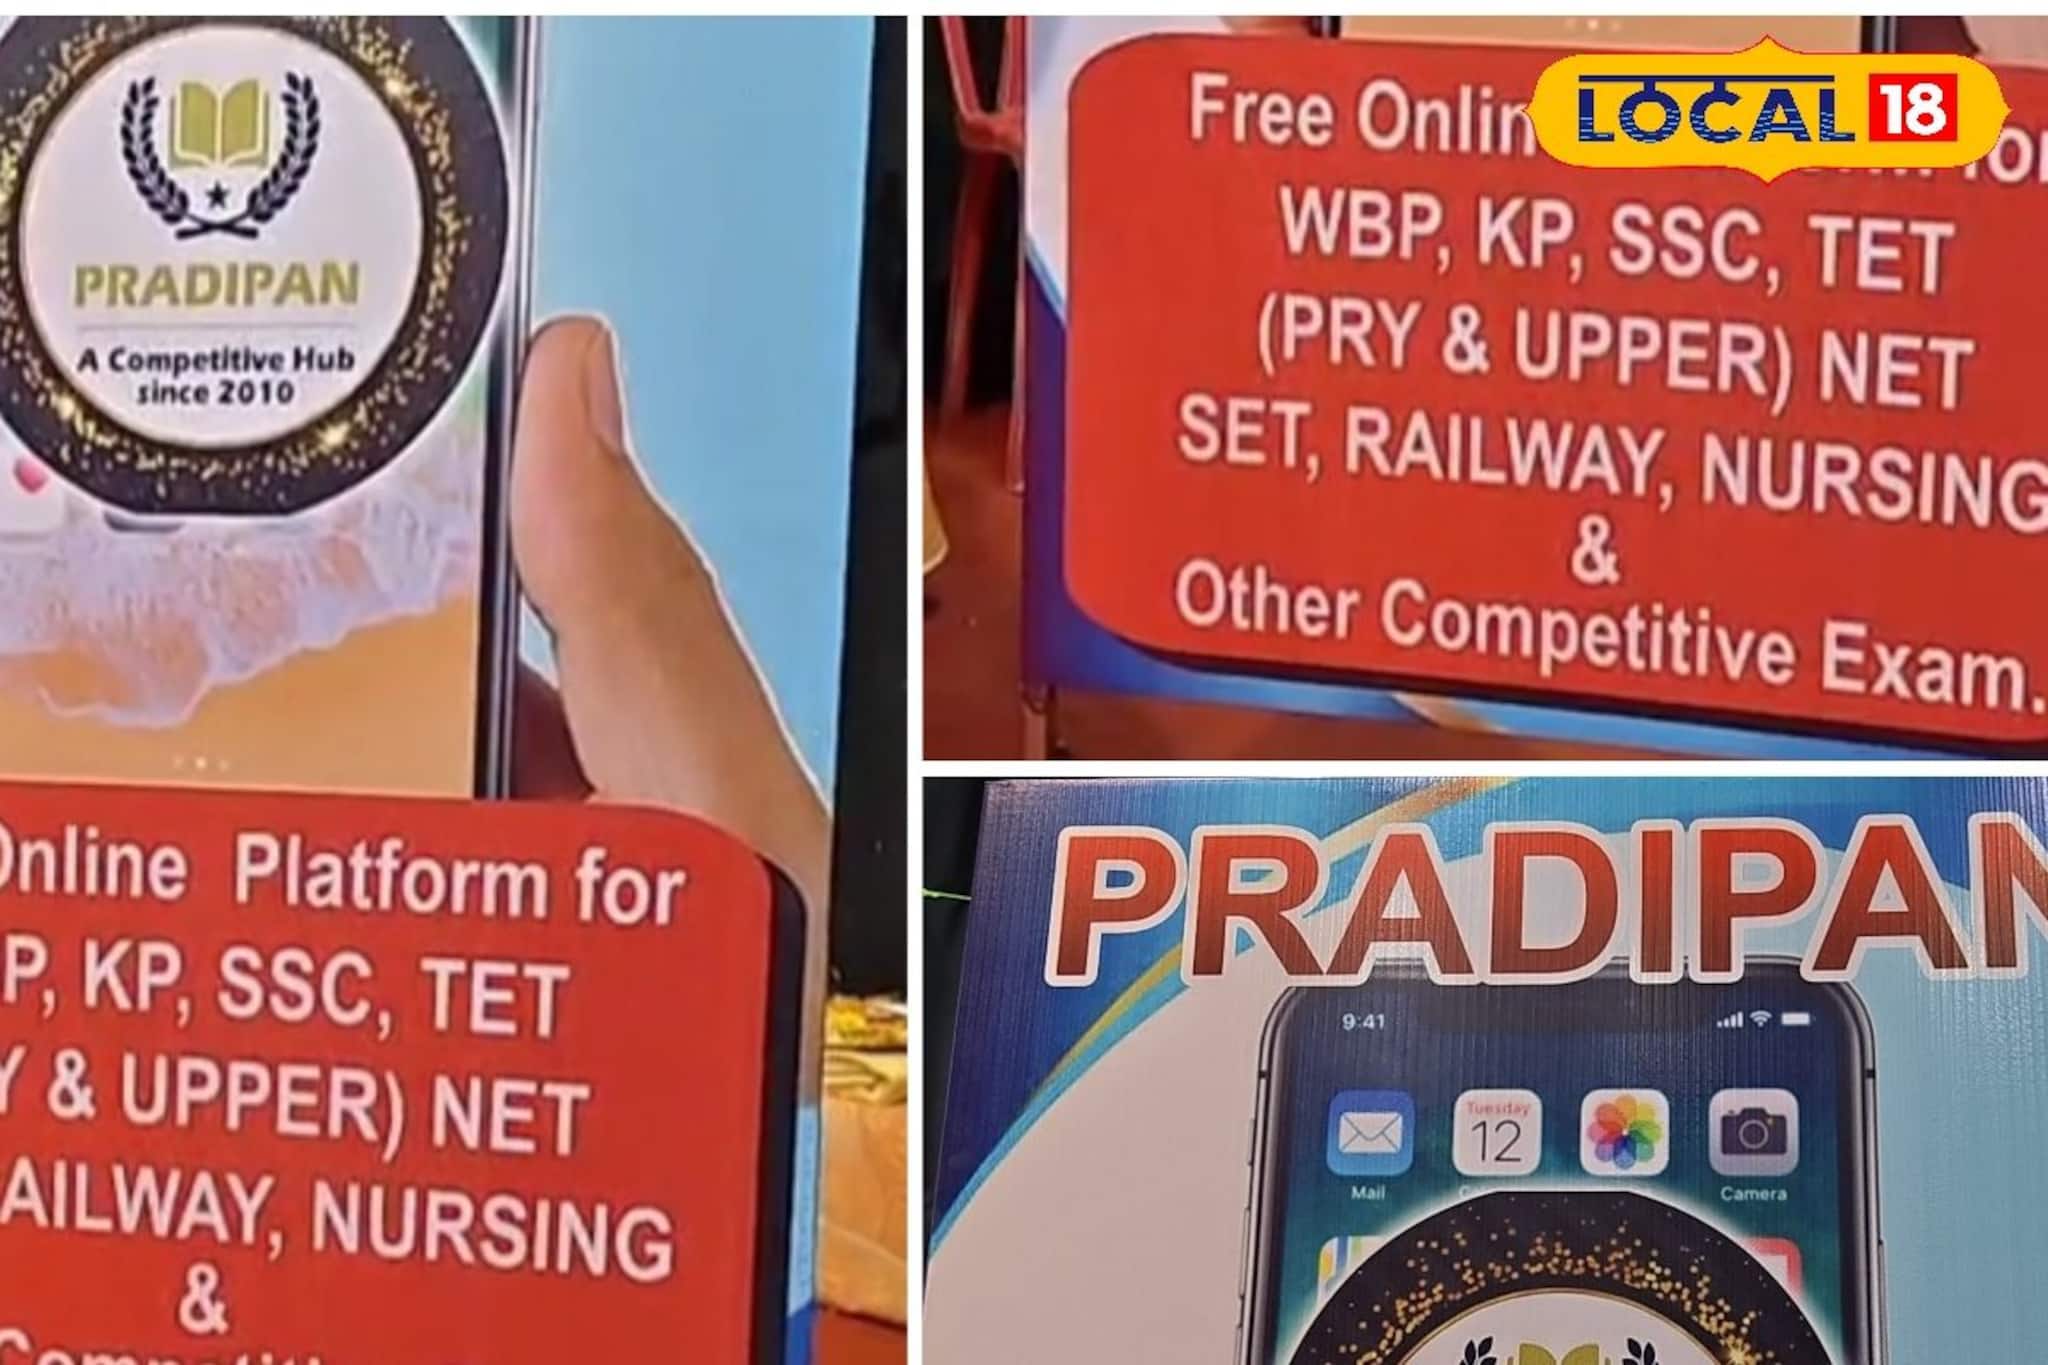 PRADIPAN
A Competitive Hub
since 2010
Online Platform for
P, KP, SSC, TET
Y & UPPER) NET
AILWAY, NURSING
&
Free Onlin
WBP, KP, SSC, TET
(PRY & UPPER) NET
SET, RAILWAY, NURSING
&
Other Competitive Exam.
LOCAL 18
PRADIPAN
9:41
Tuesday
12
Mail
Camera